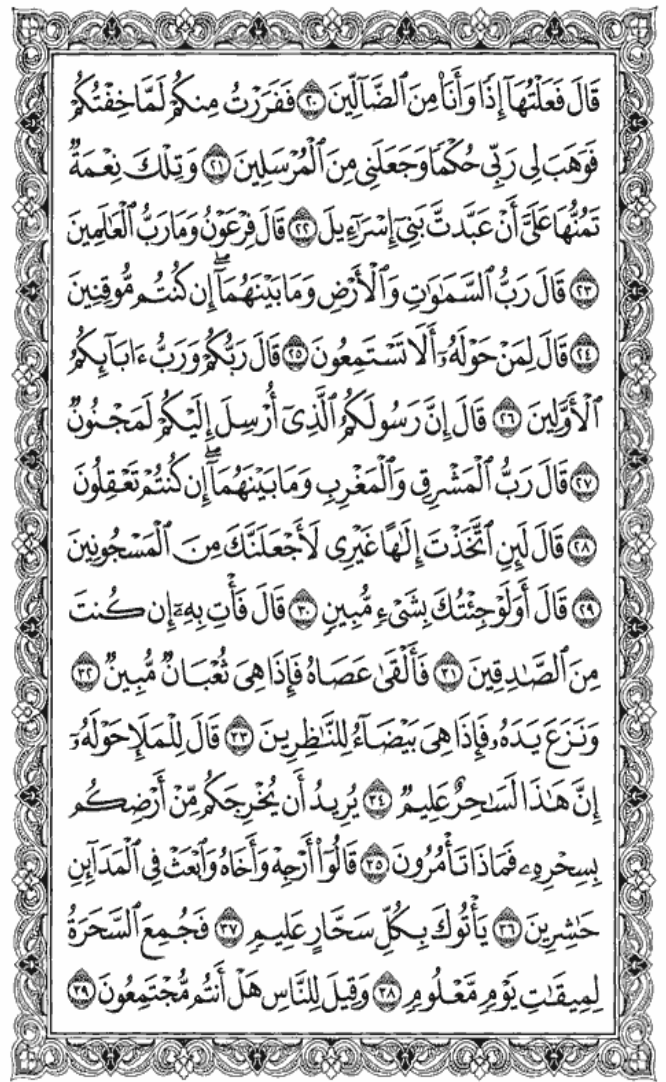 قَالَ فَعَلْتُهَآ إِذًا وَأَنَا۠ مِنَ ٱلضَّآلِّينَ ٢٠ فَفَرَرْتُ مِنكُمْ لَمَّا خِفْتُكُمْ
فَوَهَبَ لِى رَبِّى حُكْمًا وَجَعَلَنِى مِنَ ٱلْمُرْسَلِينَ ٢١ وَتِلْكَ نِعْمَةٌ
تَمُنُّهَا عَلَىَّ أَنْ عَبَّدتَّ بَنِىٓ إِسْرَٰٓءِيلَ ٢٢ قَالَ فِرْعَوْنُ وَمَا رَبُّ ٱلْعَٰلَمِينَ
٢٣ قَالَ رَبُّ ٱلسَّمَٰوَٰتِ وَٱلْأَرْضِ وَمَا بَيْنَهُمَآ ۖ إِن كُنتُم مُّوقِنِينَ
٢٤ قَالَ لِمَنْ حَوْلَهُۥٓ أَلَا تَسْتَمِعُونَ ٢٥ قَالَ رَبُّكُمْ وَرَبُّ ءَابَآئِكُمُ
ٱلْأَوَّلِينَ ٢٦ قَالَ إِنَّ رَسُولَكُمُ ٱلَّذِىٓ أُرْسِلَ إِلَيْكُمْ لَمَجْنُونٌ
٢٧ قَالَ رَبُّ ٱلْمَشْرِقِ وَٱلْمَغْرِبِ وَمَا بَيْنَهُمَآ ۖ إِن كُنتُمْ تَعْقِلُونَ
٢٨ قَالَ لَئِنِ ٱتَّخَذْتَ إِلَٰهًا غَيْرِى لَأَجْعَلَنَّكَ مِنَ ٱلْمَسْجُونِينَ
٢٩ قَالَ أَوَلَوْ جِئْتُكَ بِشَىْءٍ مُّبِينٍ ٣٠ قَالَ فَأْتِ بِهِۦٓ إِن كُنتَ
مِنَ ٱلصَّٰدِقِينَ ٣١ فَأَلْقَىٰ عَصَاهُ فَإِذَا هِىَ ثُعْبَانٌ مُّبِينٌ ٣٢
وَنَزَعَ يَدَهُۥ فَإِذَا هِىَ بَيْضَآءُ لِلنَّٰظِرِينَ ٣٣ قَالَ لِلْمَلَإِ حَوْلَهُۥٓ
إِنَّ هَٰذَا لَسَٰحِرٌ عَلِيمٌ ٣٤ يُرِيدُ أَن يُخْرِجَكُم مِّنْ أَرْضِكُم
بِسِحْرِهِۦ فَمَاذَا تَأْمُرُونَ ٣٥ قَالُوٓا۟ أَرْجِهْ وَأَخَاهُ وَٱبْعَثْ فِى ٱلْمَدَآئِنِ
حَٰشِرِينَ ٣٦ يَأْتُوكَ بِكُلِّ سَحَّارٍ عَلِيمٍ ٣٧ فَجُمِعَ ٱلسَّحَرَةُ
لِمِيقَٰتِ يَوْمٍ مَّعْلُومٍ ٣٨ وَقِيلَ لِلنَّاسِ هَلْ أَنتُم مُّجْتَمِعُونَ ٣٩